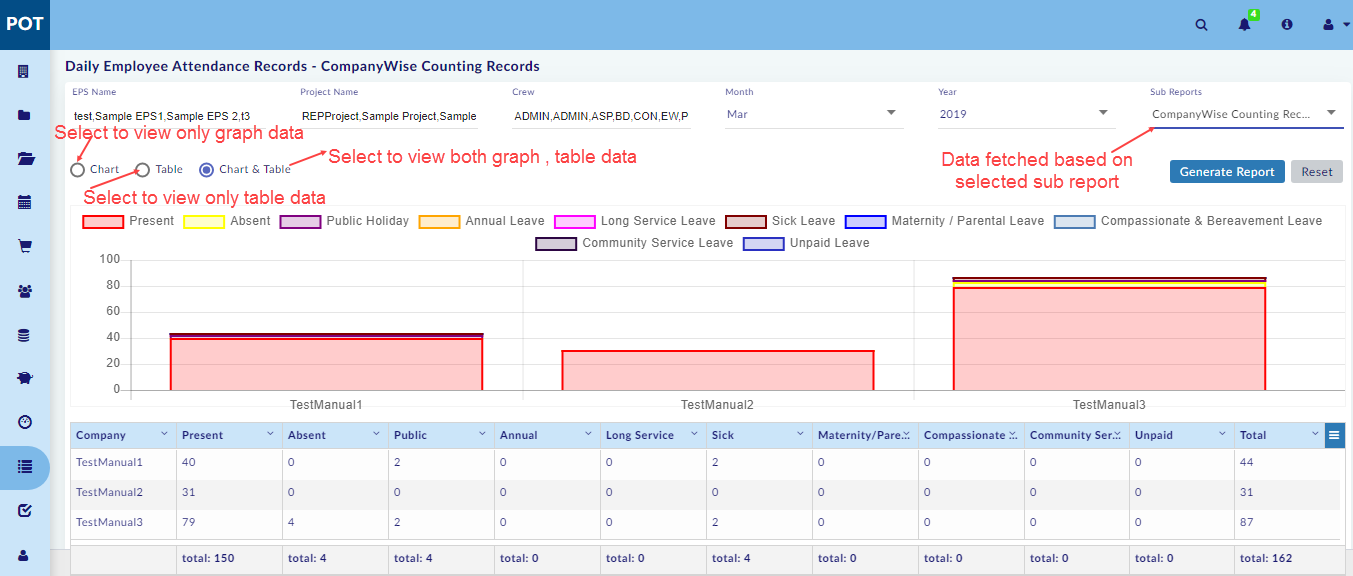 POT
4
Daily Employee Attendance Records - CompanyWise Counting Records
EPS Name Project Name Crew Month Year Sub Reports
test,Sample EPS1,Sample EPS 2,t3 REPProject,Sample Project,Sample ADMIN,ADMIN,ASP,BD,CON,EW,P Mar 2019 CompanyWise Counting Rec...
Select to view only graph data
Chart Table Chart & Table
Select to view both graph , table data
Data fetched based on
selected sub report
Generate Report Reset
Select to view only table data
Present Absent Public Holiday Annual Leave Long Service Leave Sick Leave Maternity / Parental Leave Compassionate & Bereavement Leave
Community Service Leave Unpaid Leave
100
80
60
40
20
0
TestManual1 TestManual2 TestManual3
Company Present Absent Public Annual Long Service Sick Maternity/Pare... Compassionate ... Community Ser... Unpaid Total
TestManual1 40 0 2 0 0 2 0 0 0 0 44
TestManual2 31 0 0 0 0 0 0 0 0 0 31
TestManual3 79 4 2 0 0 2 0 0 0 0 87
total: 150 total: 4 total: 4 total: 0 total: 0 total: 4 total: 0 total: 0 total: 0 total: 0 total: 162